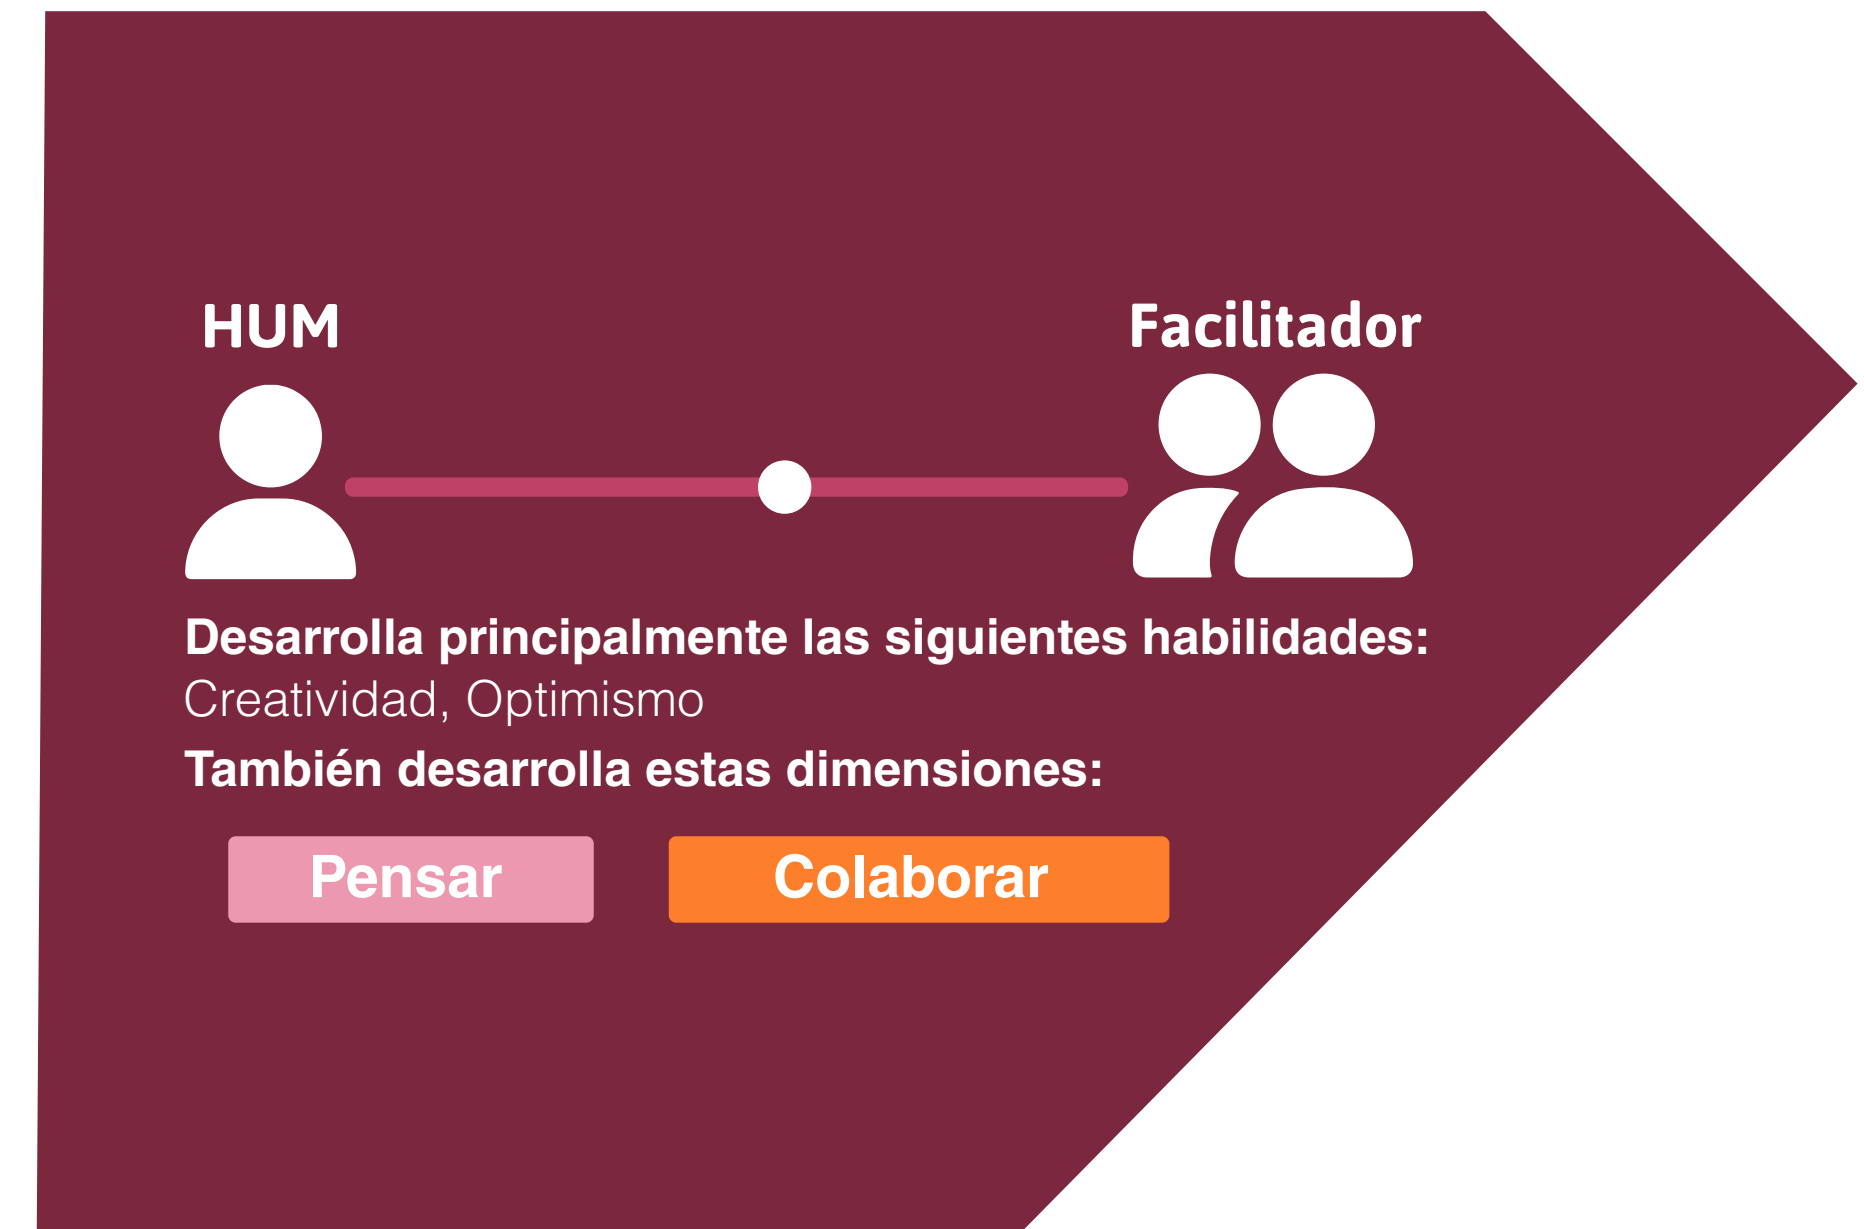 HUM
Facilitador
Desarrolla principalmente las siguientes habilidades:
Creatividad, Optimismo
También desarrolla estas dimensiones:
Pensar
Colaborar